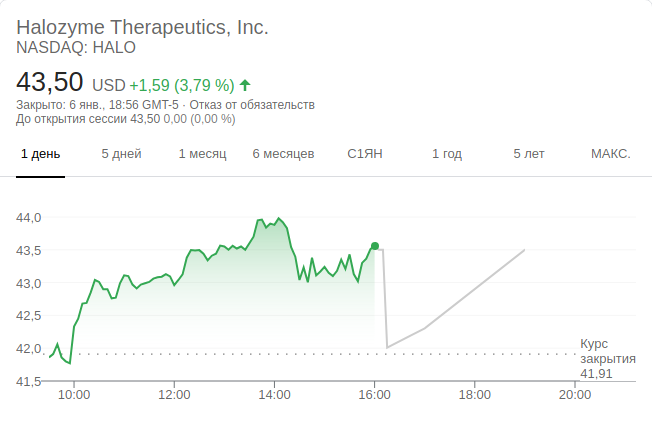 Halozyme Therapeutics, Inc.
NASDAQ: HALO
43,50 USD +1,59 (3,79 %)
Закрыто: 6 янв., 18:56 GMT-5 · Отказ от обязательств
До открытия сессии 43,50 0,00 (0,00 %)
1 день 5 дней 1 месяц 6 месяцев С1ЯН 1 год 5 лет МАКС.
44,0
43,5
43,0
42,5
42,0
41,5
Курс
закрытия
41,91
10:00 12:00 14:00 16:00 18:00 20:00